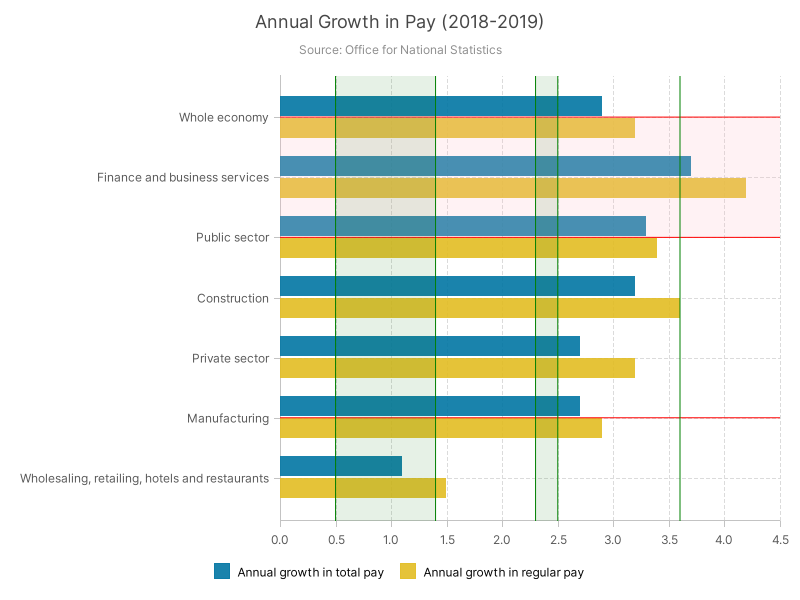 Annual Growth in Pay (2018-2019)
Source: Office for National Statistics
Whole economy
Finance and business services
Public sector
Construction
Private sector
Manufacturing
Wholesaling, retailing, hotels and restaurants
0.0 0.5 1.0 1.5 2.0 2.5 3.0 3.5 4.0 4.5
Annual growth in total pay Annual growth in regular pay